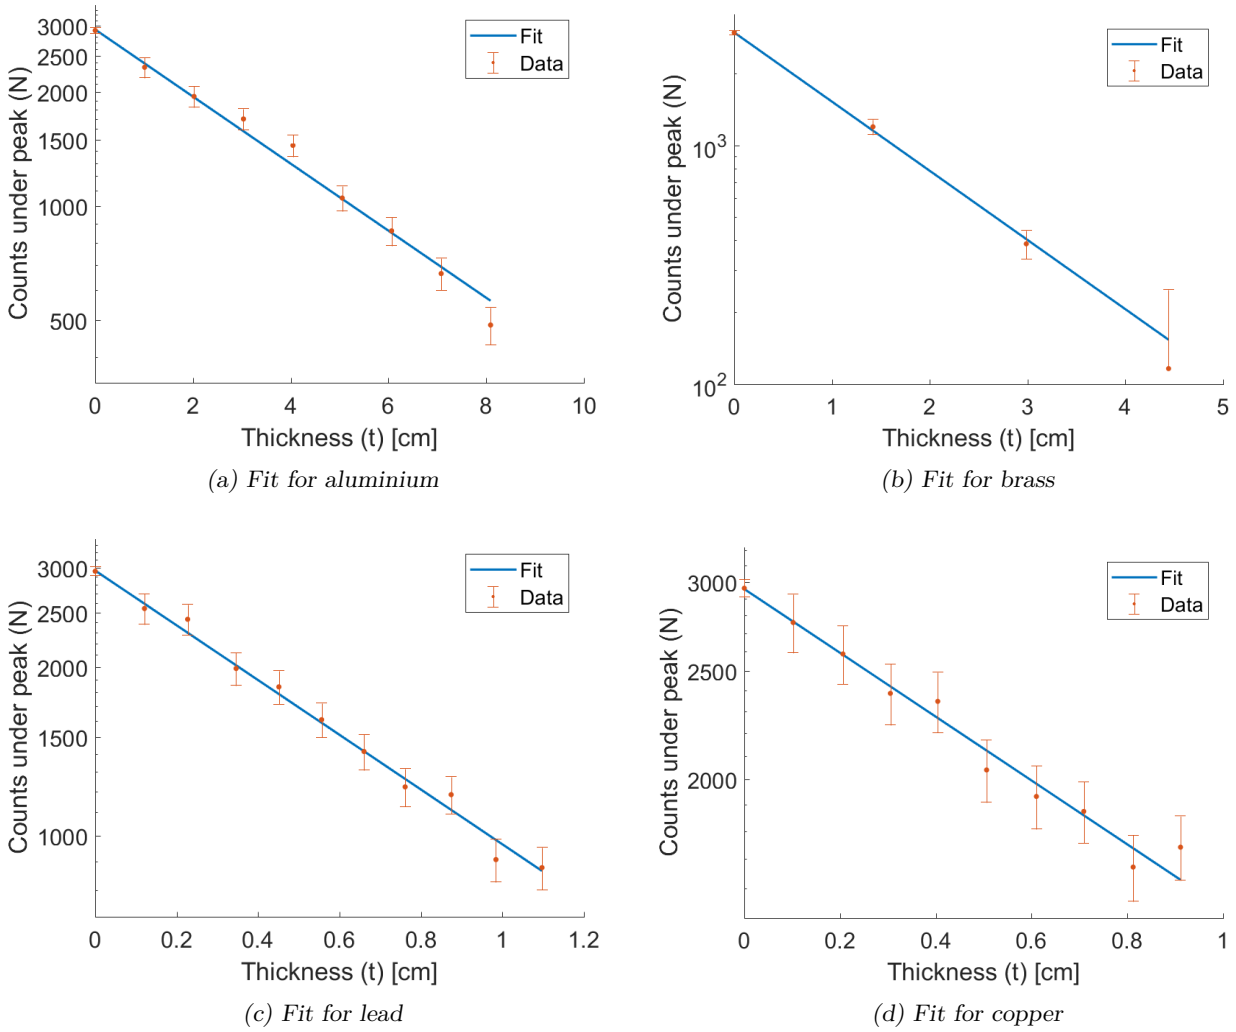 3000
2500
2000
1500
1000
500
Counts under peak (N)
Fit
Data
0
2
4
6
8
10
Thickness (t) [cm]
(a) Fit for aluminium
10^3
10^2
Counts under peak (N)
Fit
Data
0
1
2
3
4
5
Thickness (t) [cm]
(b) Fit for brass
3000
2500
2000
1500
1000
Counts under peak (N)
Fit
Data
0
0.2
0.4
0.6
0.8
1
1.2
Thickness (t) [cm]
(c) Fit for lead
3000
2500
2000
Counts under peak (N)
Fit
Data
0
0.2
0.4
0.6
0.8
1
Thickness (t) [cm]
(d) Fit for copper